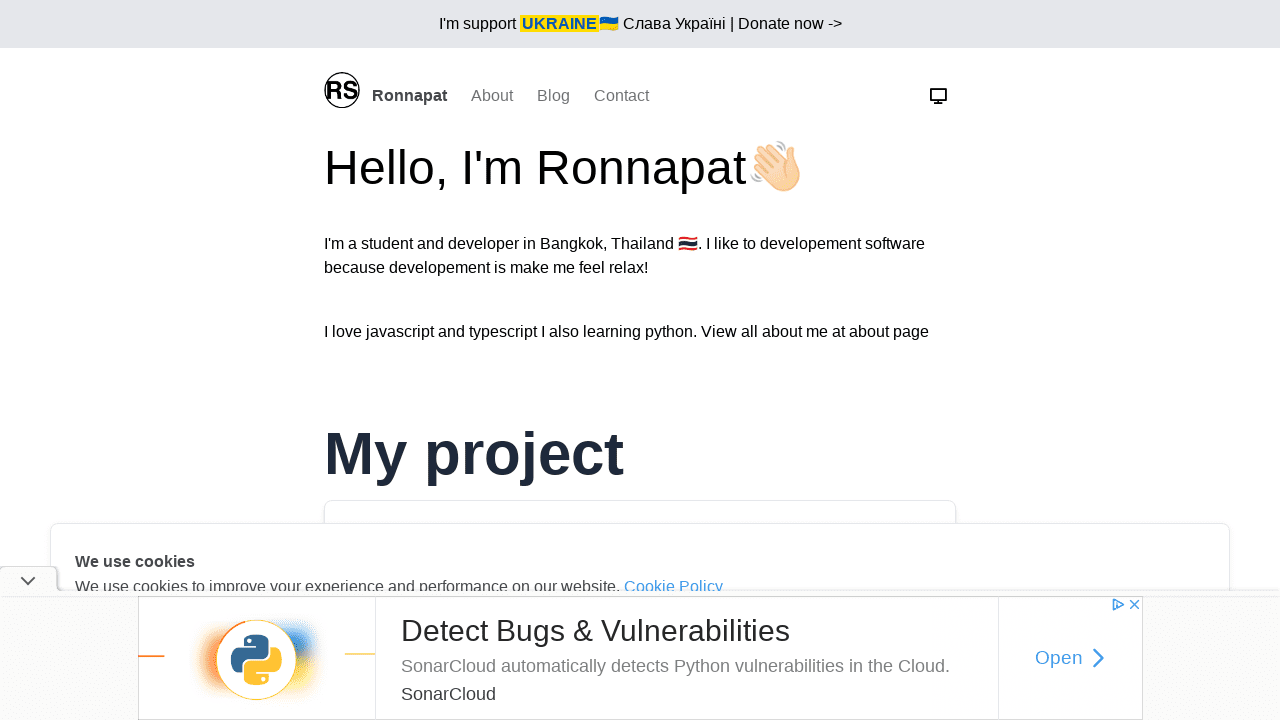 I'm support UKRAINE🇺🇦 Слава Україні | Donate now ->
RS Ronnapat About Blog Contact
Hello, I'm Ronnapat👋🏻
I'm a student and developer in Bangkok, Thailand 🇹🇭. I like to developement software
because developement is make me feel relax!
I love javascript and typescript I also learning python. View all about me at about page
My project
We use cookies
We use cookies to improve your experience and performance on our website. Cookie Policy
Detect Bugs & Vulnerabilities
SonarCloud automatically detects Python vulnerabilities in the Cloud.
SonarCloud
Open